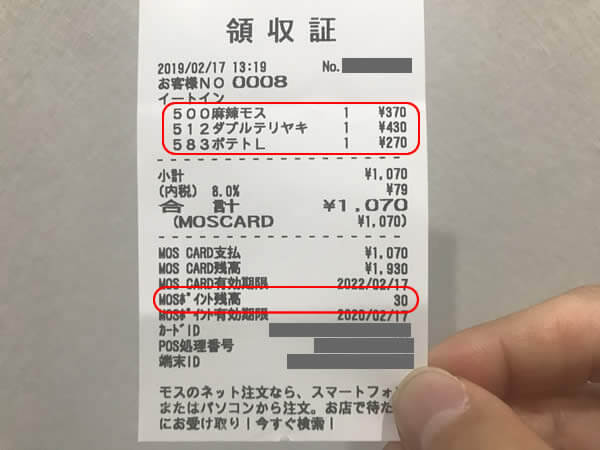 領収証
2019/02/17 13:19 No.
お客様NO 0008
イートイン
500麻辣モス 1 ¥370
512ダブルテリヤキ 1 ¥430
583ポテトL 1 ¥270
小計 ¥1,070
(内税) 8.0% ¥79
合計 ¥1,070
(MOSCARD ¥1,070)
MOS CARD支払 ¥1,070
MOS CARD残高 ¥1,930
MOS CARD有効期限 2022/02/17
MOSポイント残高 30
MOSポイント有効期限 2020/02/17
カードID
POS処理番号
端末ID
モスのネット注文なら、スマートフォン
またはパソコンから注文。お店で待た
にお受け取り!今すぐ検索!